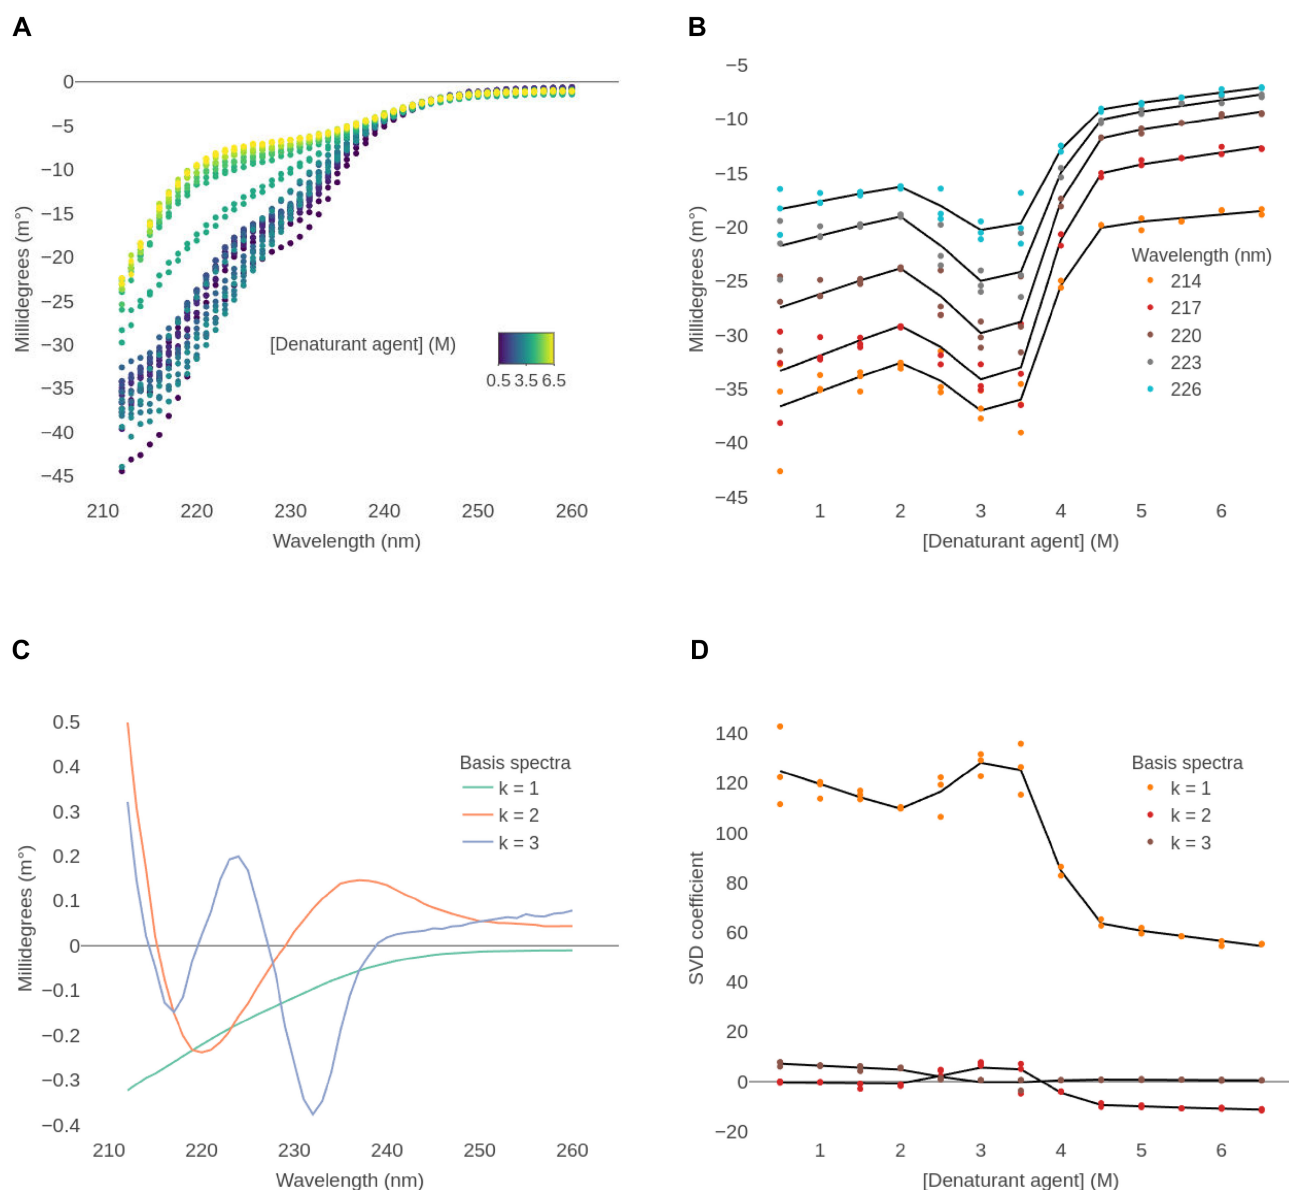 A
0
−5
−10
−15
−20
−25
−30
−35
−40
−45
Millidegrees (m°)
[Denaturant agent] (M)
0.5 3.5 6.5
210 220 230 240 250 260
Wavelength (nm)
B
−5
−10
−15
−20
−25
−30
−35
−40
−45
Millidegrees (m°)
Wavelength (nm)
214
217
220
223
226
1 2 3 4 5 6
[Denaturant agent] (M)
C
0.5
0.4
0.3
0.2
0.1
0
−0.1
−0.2
−0.3
−0.4
Millidegrees (m°)
Basis spectra
k = 1
k = 2
k = 3
210 220 230 240 250 260
Wavelength (nm)
D
140
120
100
80
60
40
20
0
−20
SVD coefficient
Basis spectra
k = 1
k = 2
k = 3
1 2 3 4 5 6
[Denaturant agent] (M)